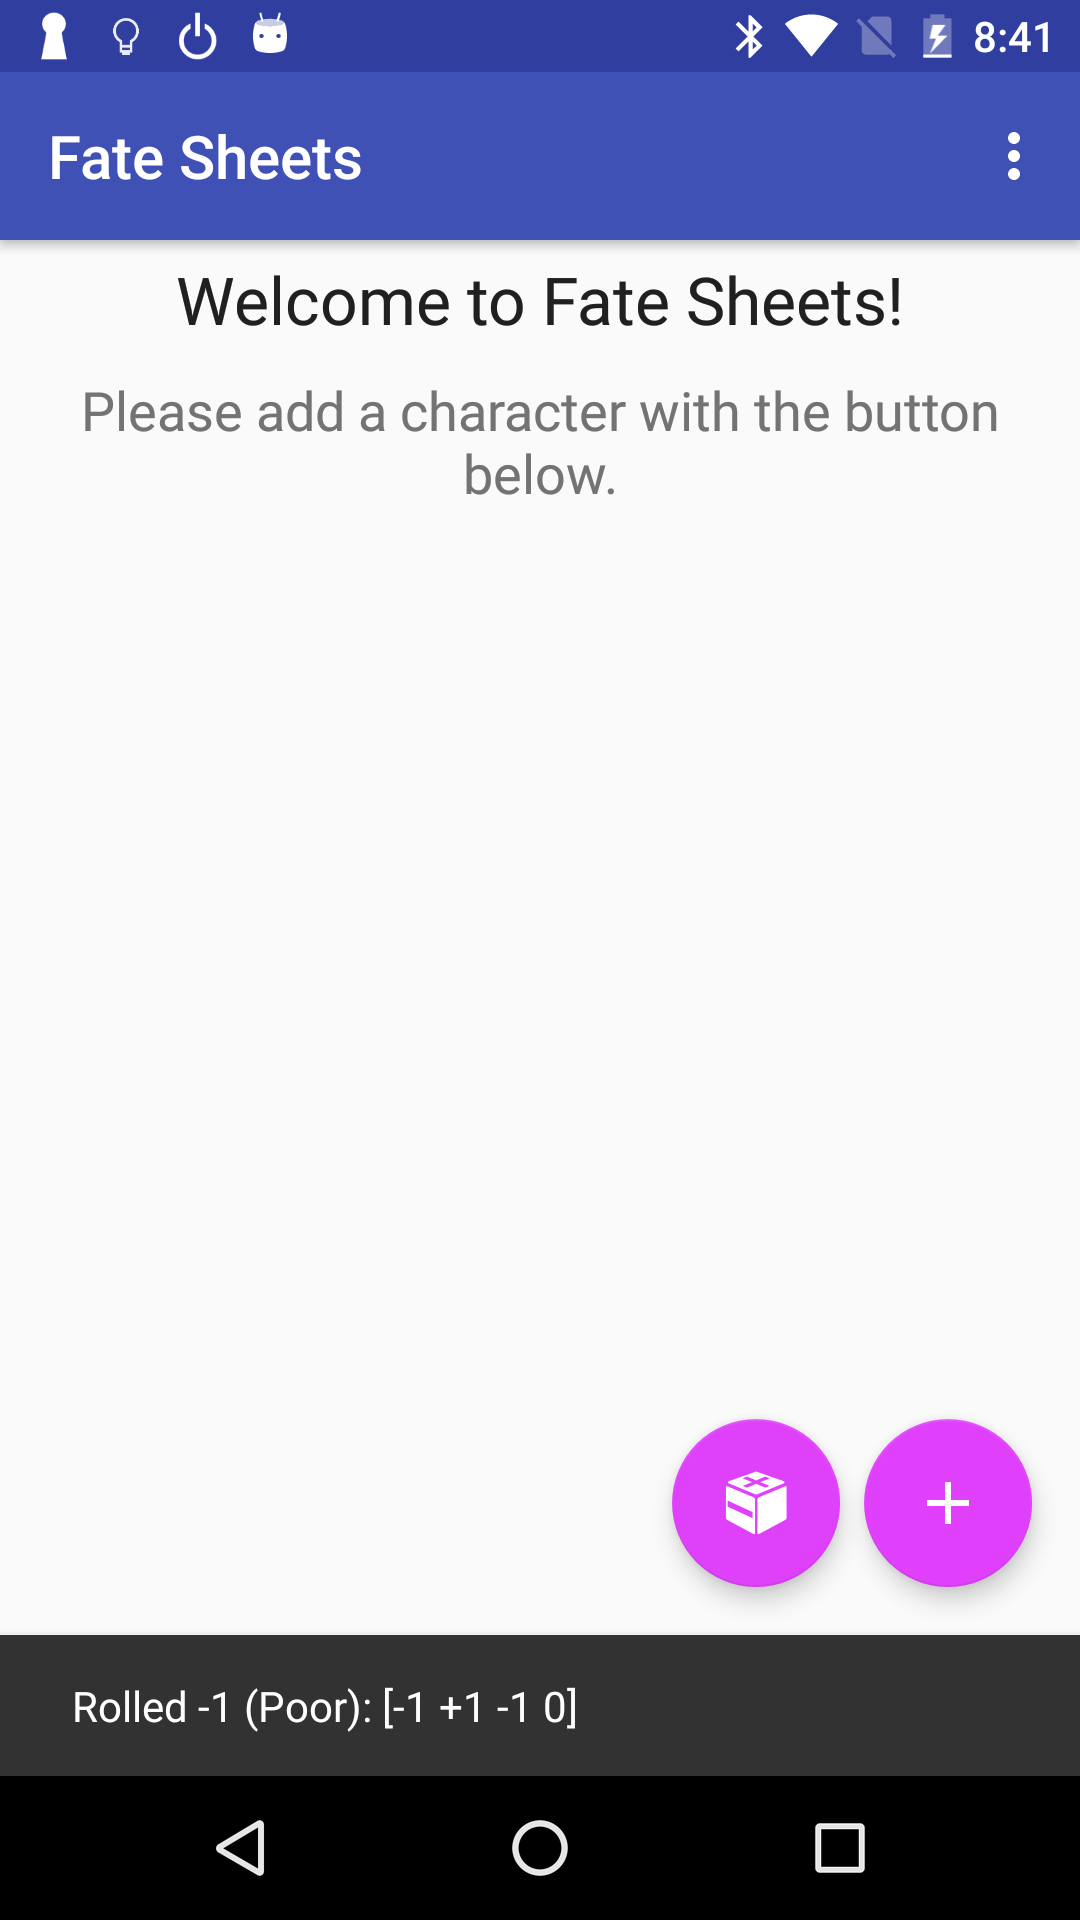 8:41
Fate Sheets
Welcome to Fate Sheets!
Please add a character with the button
below.
Rolled -1 (Poor): [-1 +1 -1 0]